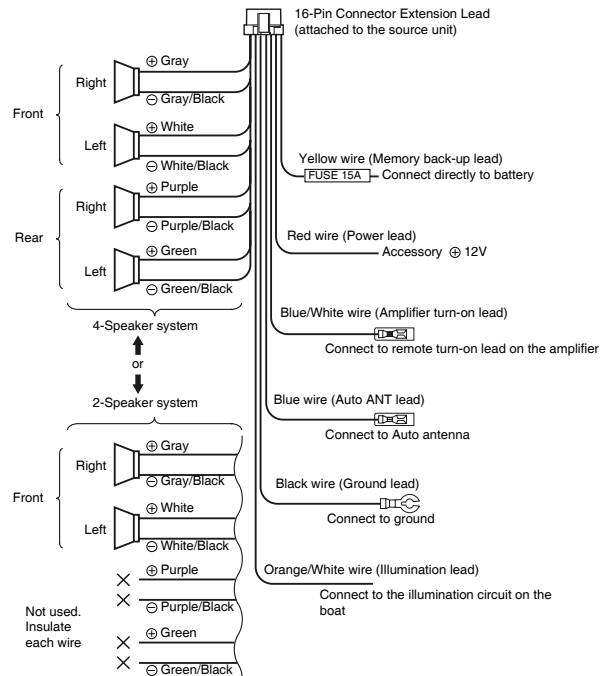 16-Pin Connector Extension Lead
(attached to the source unit)
⊕ Gray
Right
⊖ Gray/Black
Front
⊕ White
Left
⊖ White/Black
⊕ Purple
Right
⊖ Purple/Black
Rear
⊕ Green
Left
⊖ Green/Black
4-Speaker system
or
2-Speaker system
⊕ Gray
Right
⊖ Gray/Black
Front
⊕ White
Left
⊖ White/Black
⊕ Purple
⊖ Purple/Black
Not used.
Insulate
each wire
⊕ Green
⊖ Green/Black
Yellow wire (Memory back-up lead)
FUSE 15A Connect directly to battery
Red wire (Power lead)
Accessory ⊕ 12V
Blue/White wire (Amplifier turn-on lead)
Connect to remote turn-on lead on the amplifier
Blue wire (Auto ANT lead)
Connect to Auto antenna
Black wire (Ground lead)
Connect to ground
Orange/White wire (Illumination lead)
Connect to the illumination circuit on the
boat